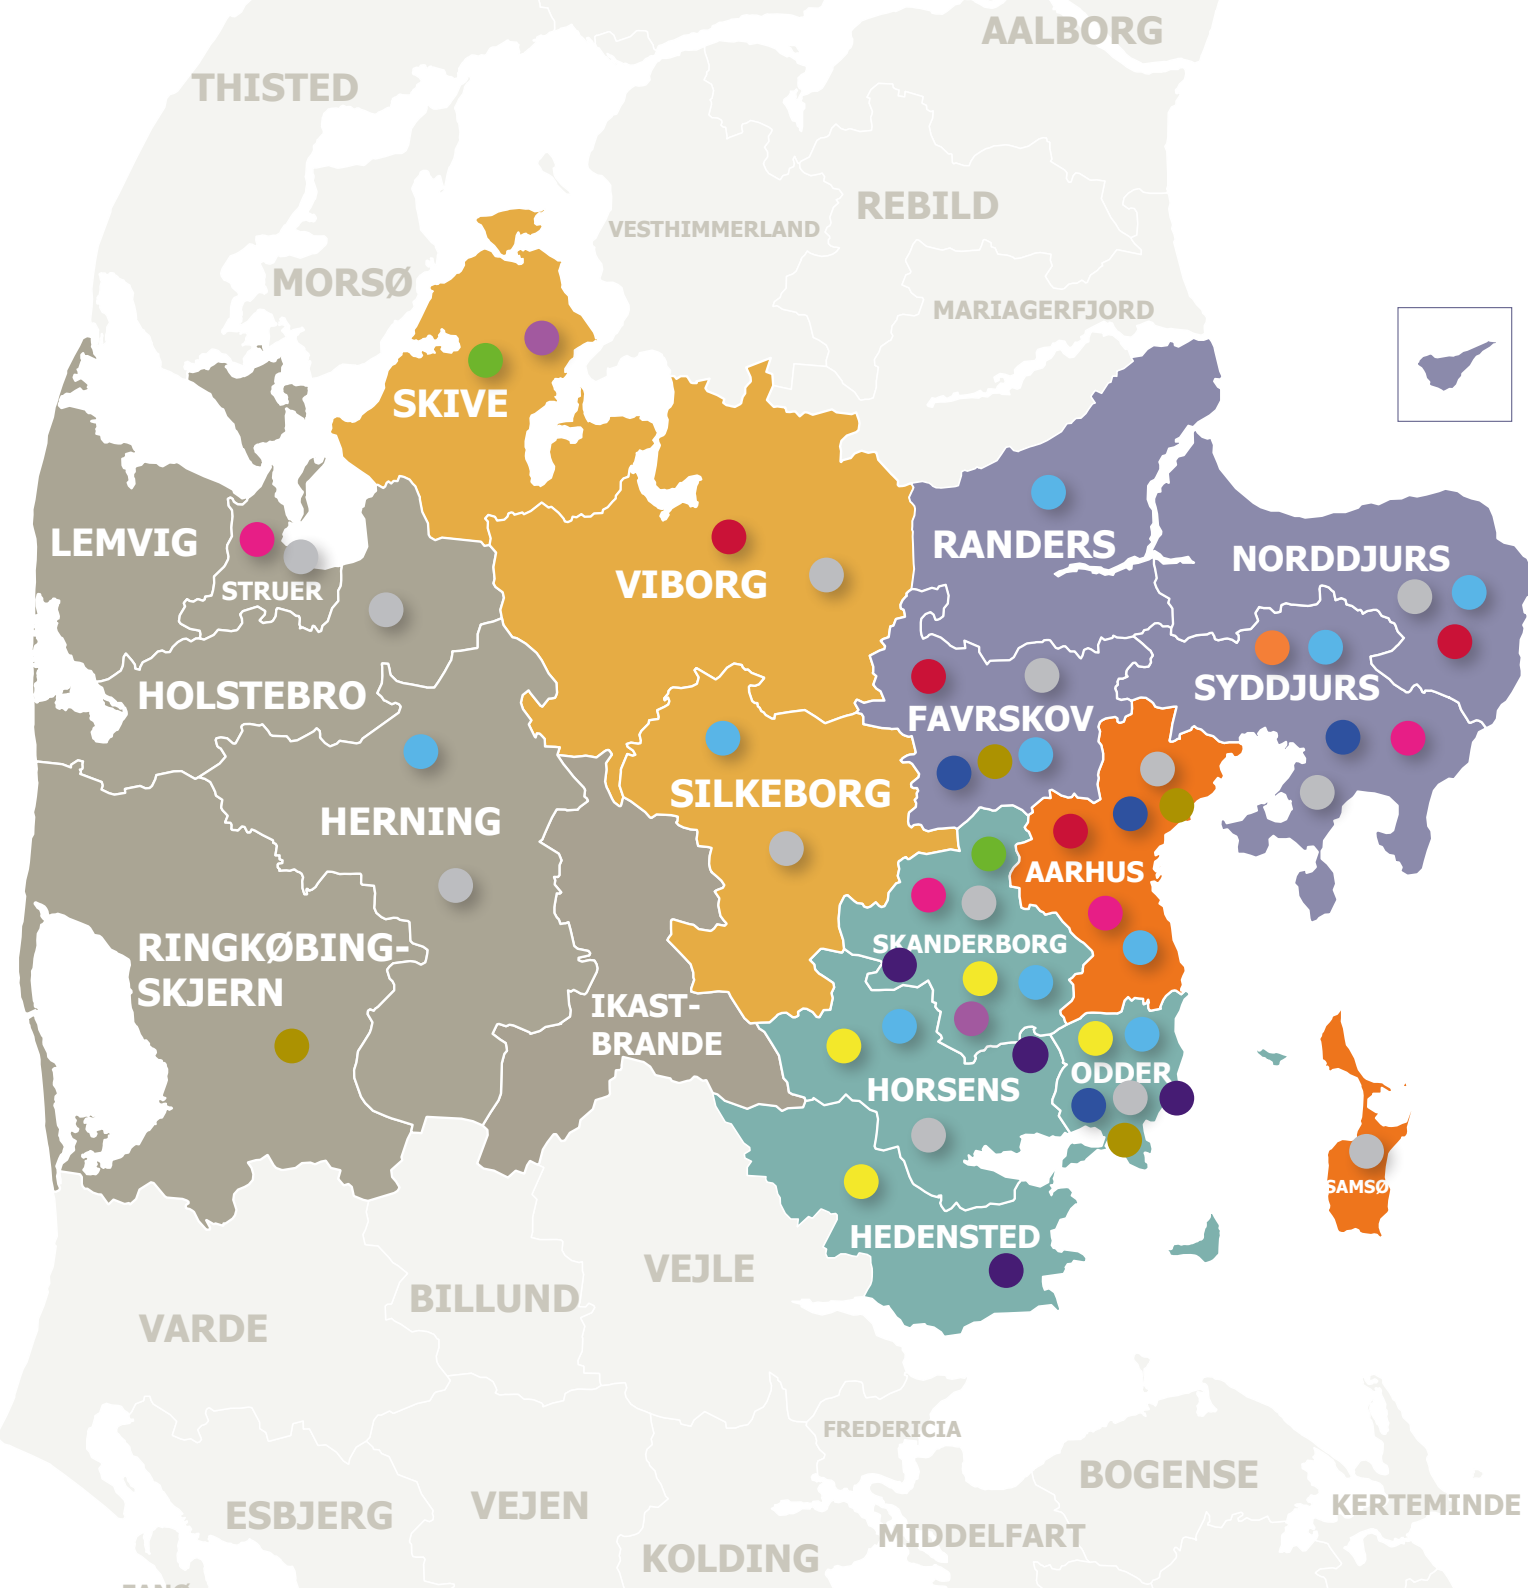 AALBORG
THISTED
REBILD
VESTHIMMERLAND
MORSØ
MARIAGERFJORD
SKIVE
LEMVIG
RANDERS
NORDDJURS
VIBORG
STRUER
HOLSTEBRO
SYDDJURS
FAVRSKOV
SILKEBORG
HERNING
AARHUS
SKANDERBORG
RINGKØBING-
SKJERN
IKAST-
BRANDE
ODDER
HORSENS
SAMSØ
HEDENSTED
VEJLE
BILLUND
VARDE
FREDERICIA
BOGENSE
VEJEN
KERTEMINDE
ESBJERG
MIDDELFART
KOLDING